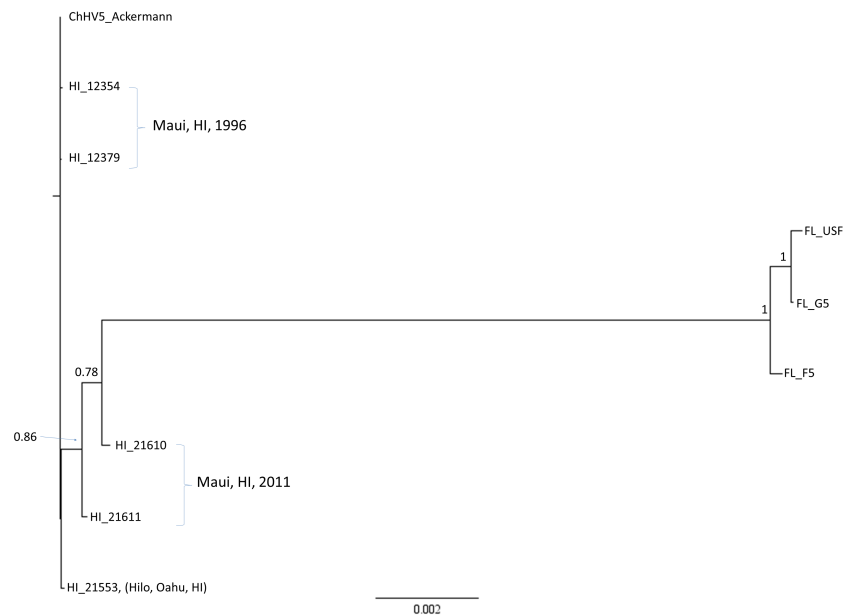 ChHV5_Ackermann
HI_12354
Maui, HI, 1996
HI_12379
FL_USF
1
FL_G5
1
FL_F5
0.78
0.86
HI_21610
Maui, HI, 2011
HI_21611
HI_21553, (Hilo, Oahu, HI)
0.002